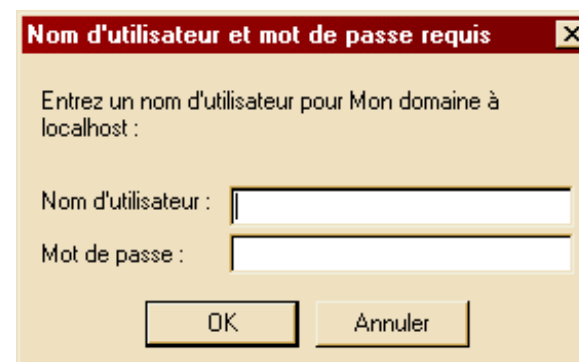 Nom d'utilisateur et mot de passe requis
Entrez un nom d'utilisateur pour Mon domaine à
localhost :
Nom d'utilisateur :
Mot de passe :
OK Annuler